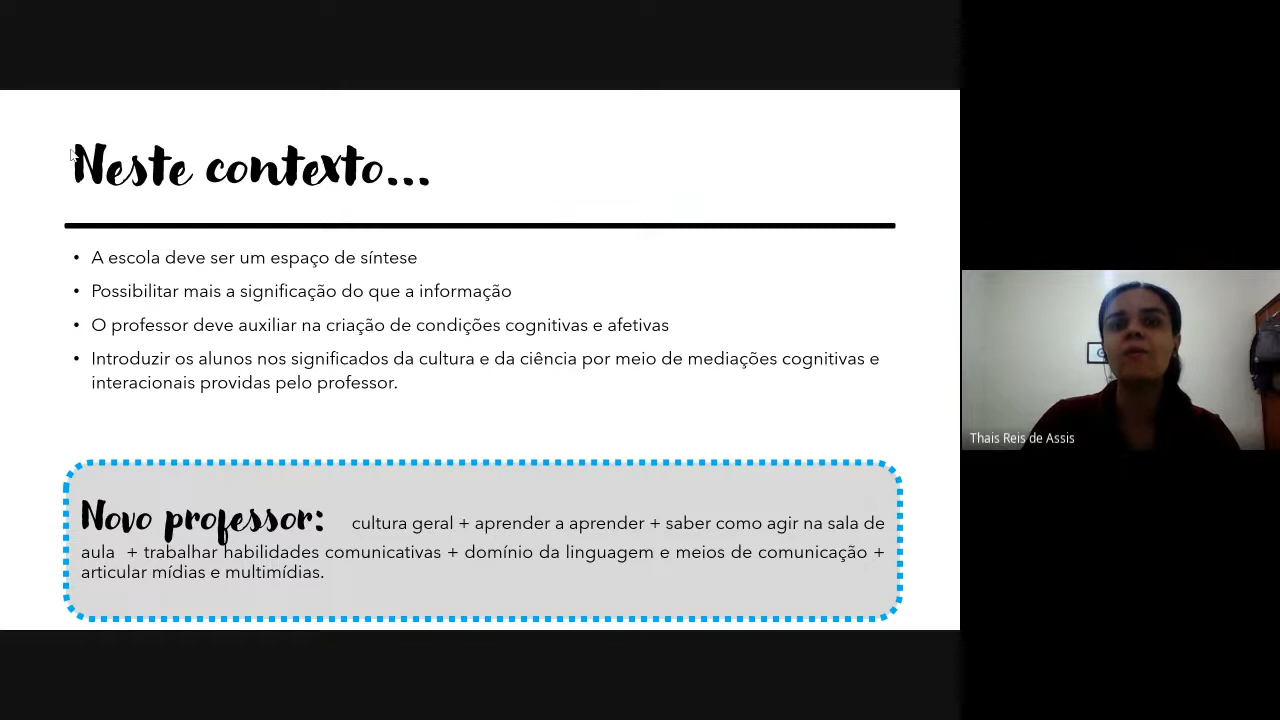 Neste contexto...
• A escola deve ser um espaço de síntese
• Possibilitar mais a significação do que a informação
• O professor deve auxiliar na criação de condições cognitivas e afetivas
• Introduzir os alunos nos significados da cultura e da ciência por meio de mediações cognitivas e
interacionais providas pelo professor.
Novo professor: cultura geral + aprender a aprender + saber como agir na sala de
aula + trabalhar habilidades comunicativas + domínio da linguagem e meios de comunicação +
articular mídias e multimídias.
Thais Reis de Assis